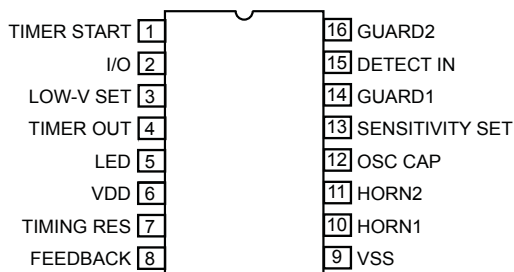 TIMER START 1
I/O 2
LOW-V SET 3
TIMER OUT 4
LED 5
VDD 6
TIMING RES 7
FEEDBACK 8
16 GUARD2
15 DETECT IN
14 GUARD1
13 SENSITIVITY SET
12 OSC CAP
11 HORN2
10 HORN1
9 VSS